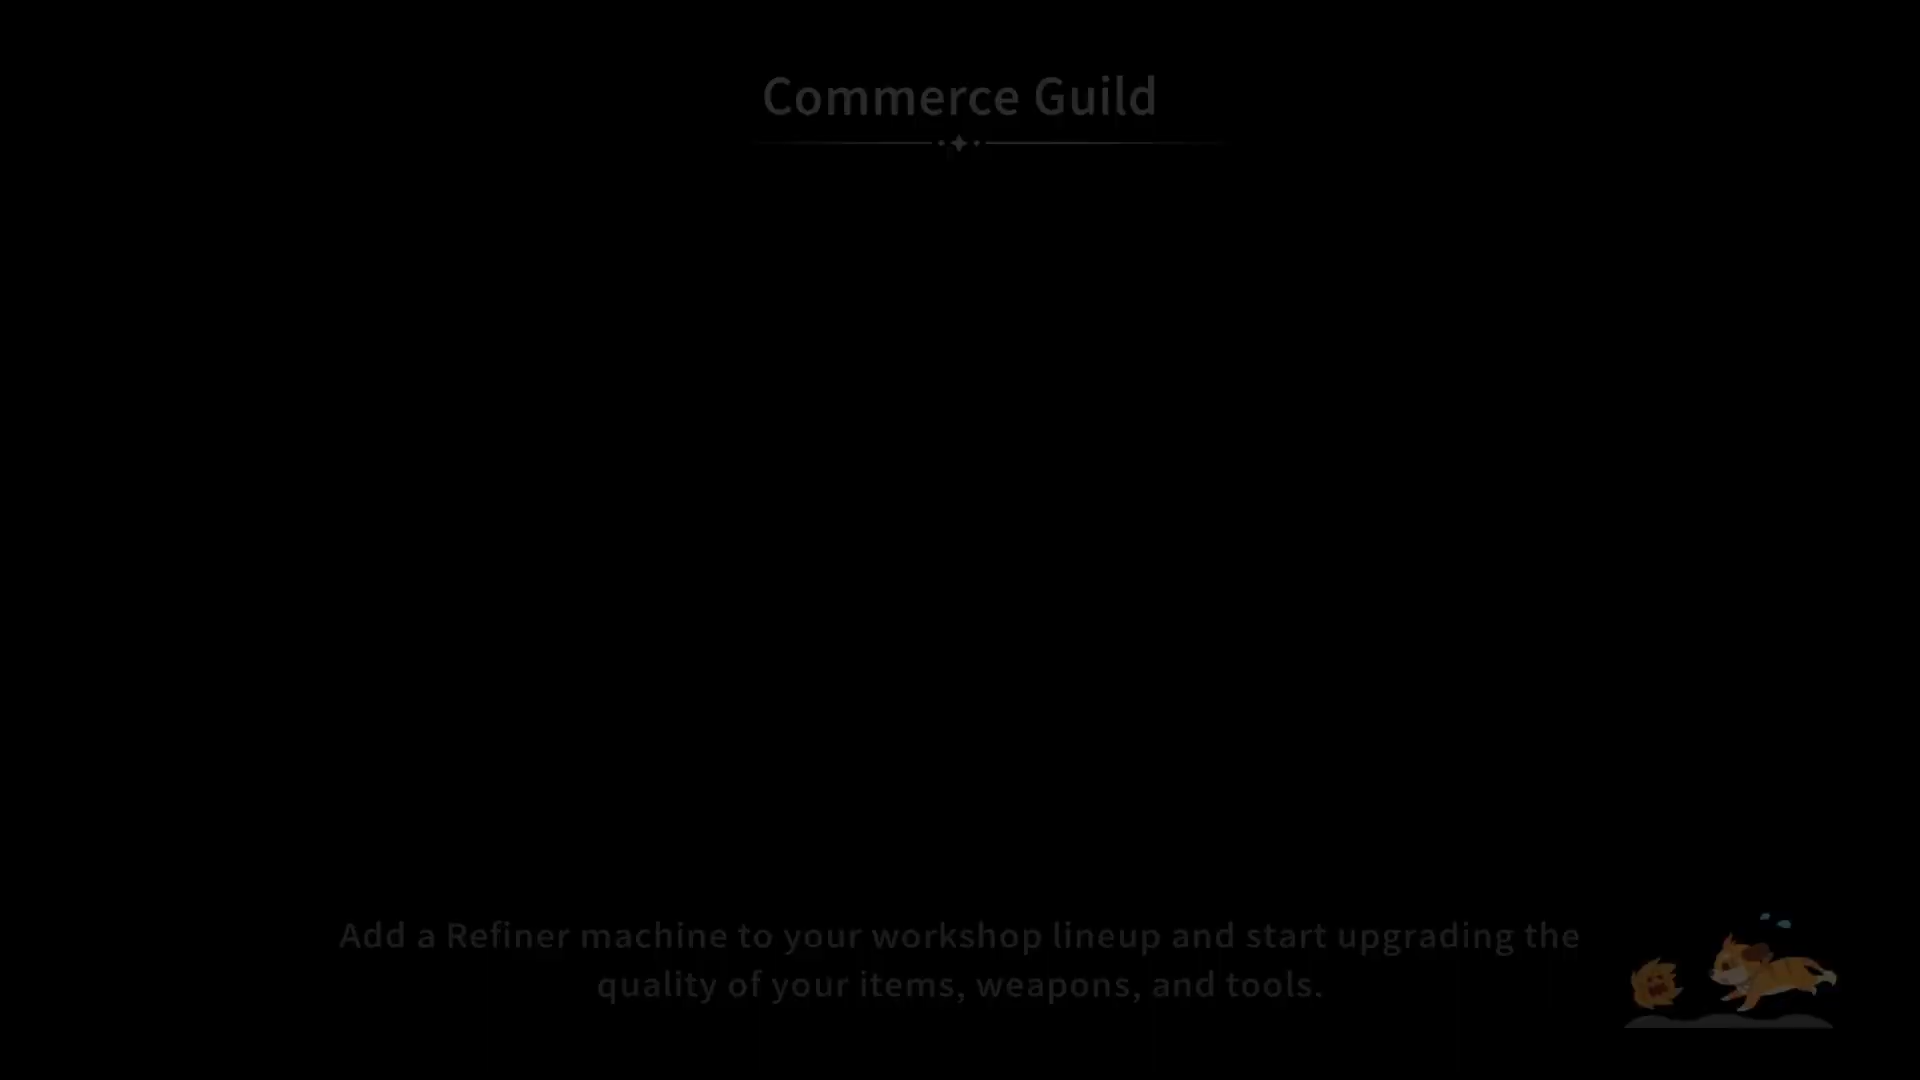 Commerce Guild
Add a Refiner machine to your workshop lineup and start upgrading the
quality of your items, weapons, and tools.